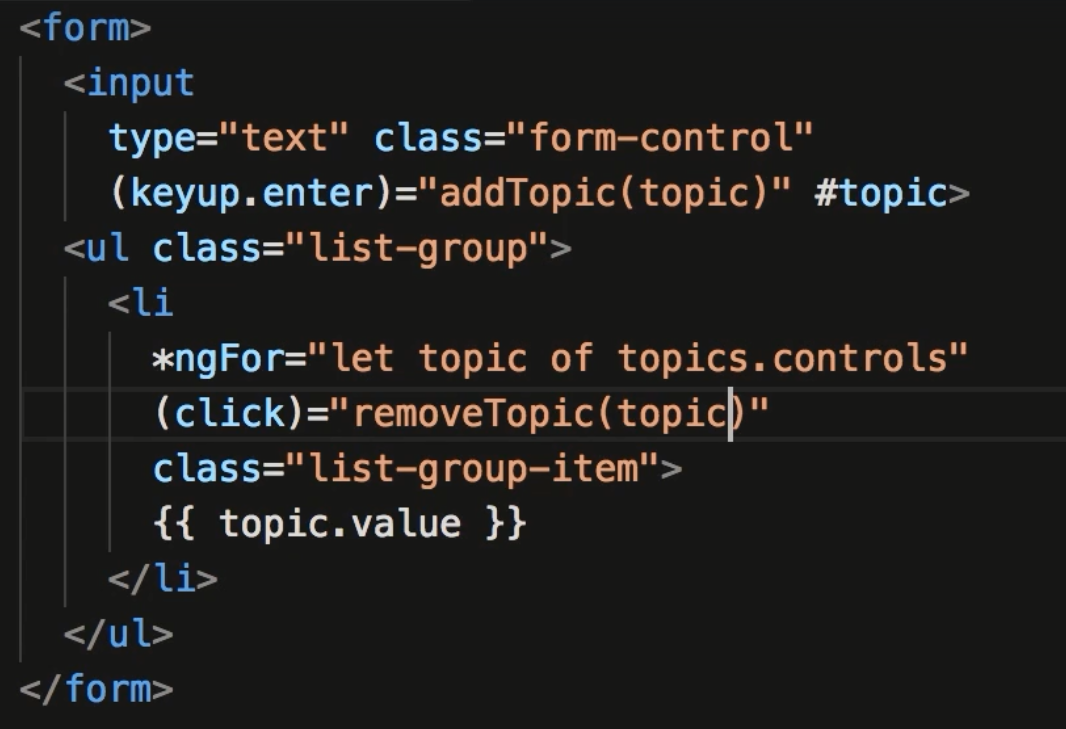 <form>
<input
type="text" class="form-control"
(keyup.enter)="addTopic(topic)" #topic>
<ul class="list-group">
<li
*ngFor="let topic of topics.controls"
(click)="removeTopic(topic)"
class="list-group-item">
{{ topic.value }}
</li>
</ul>
</form>